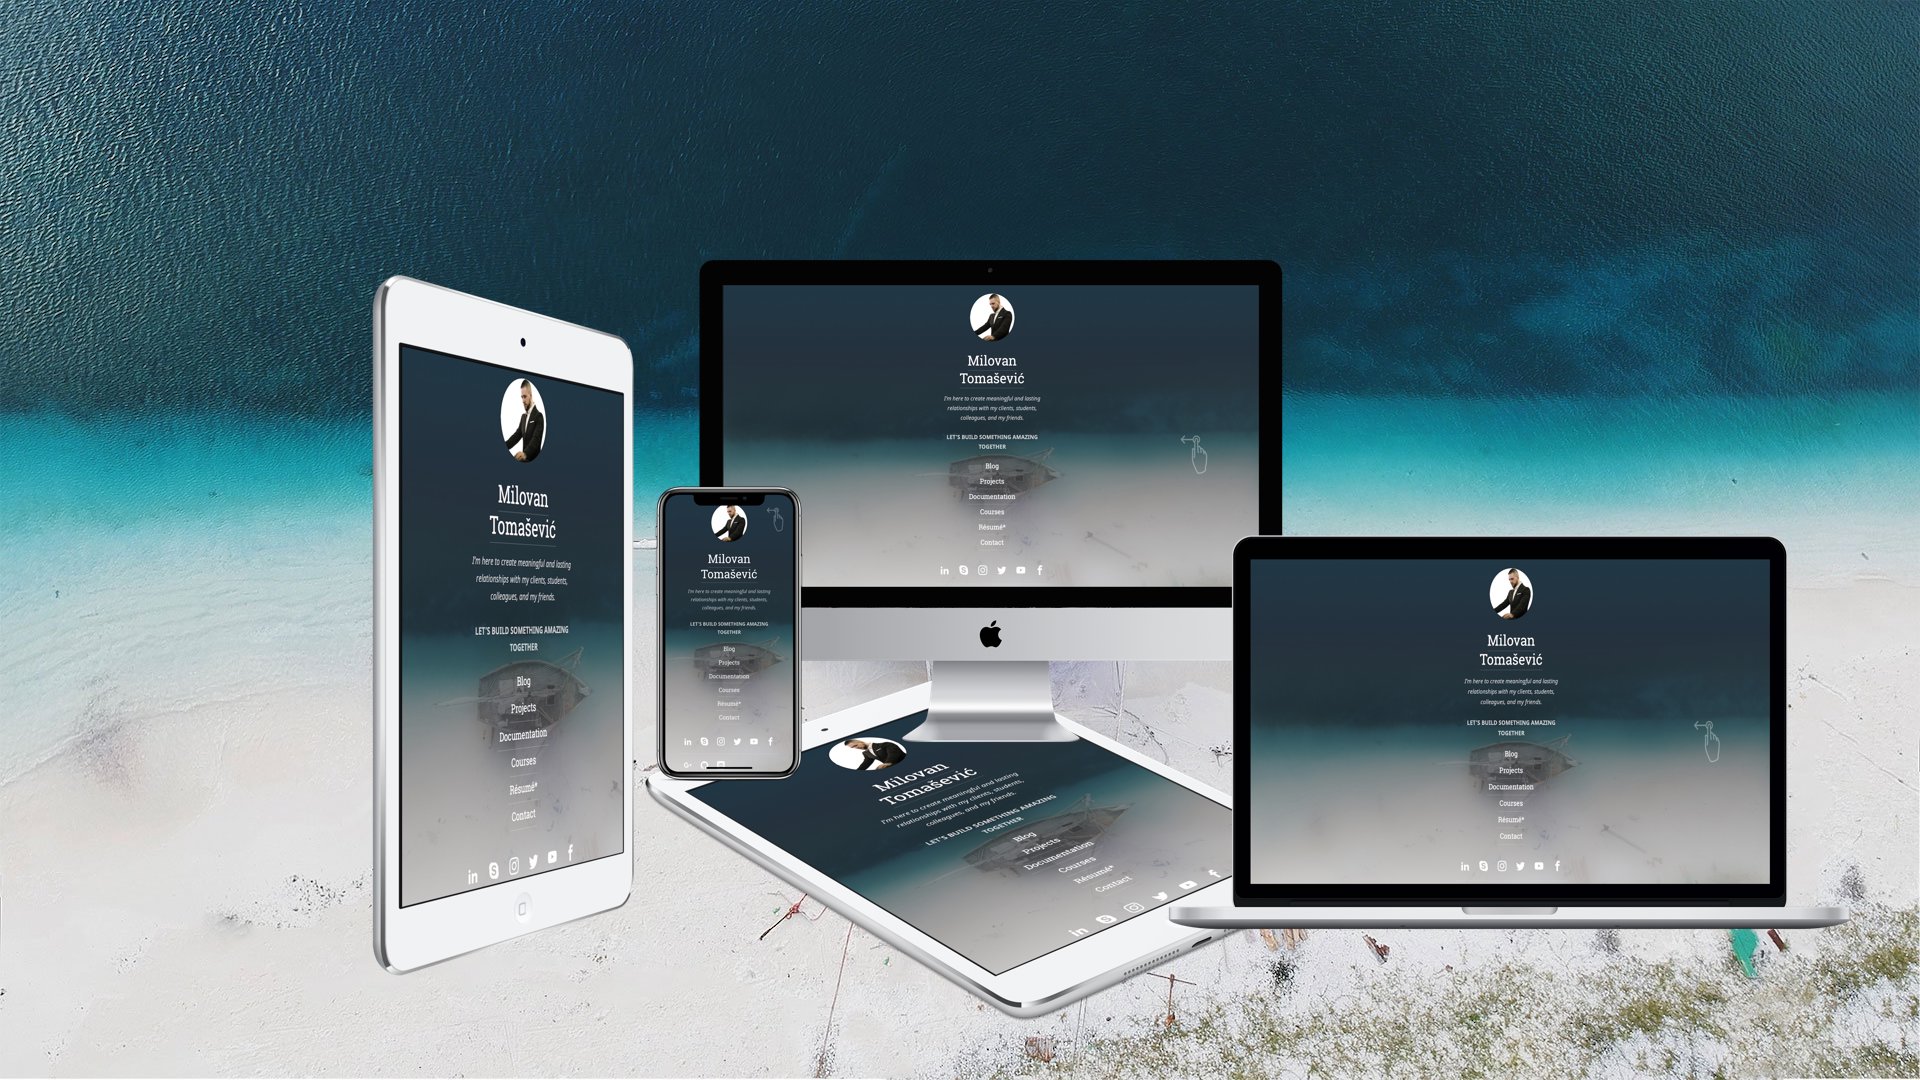 Milovan
Tomašević
I'm here to create meaningful and lasting
relationships with my clients, students,
colleagues, and my friends.
LET'S BUILD SOMETHING AMAZING
TOGETHER
Blog
Projects
Documentation
Courses
Résumé*
Contact
Milovan
Tomašević
I'm here to create meaningful and lasting
relationships with my clients, students,
colleagues, and my friends.
LET'S BUILD SOMETHING AMAZING
TOGETHER
Blog
Projects
Documentation
Courses
Résumé*
Contact
Milovan
Tomašević
I'm here to create meaningful and lasting
relationships with my clients, students,
colleagues, and my friends.
LET'S BUILD SOMETHING AMAZING
TOGETHER
Blog
Projects
Documentation
Courses
Résumé*
Contact
Milovan
Tomašević
I'm here to create meaningful and lasting
relationships with my clients, students,
colleagues, and my friends.
LET'S BUILD SOMETHING AMAZING
TOGETHER
Blog
Projects
Documentation
Courses
Résumé*
Contact
Milovan
Tomašević
I'm here to create meaningful and lasting
relationships with my clients, students,
colleagues, and my friends.
LET'S BUILD SOMETHING AMAZING
TOGETHER
Blog
Projects
Documentation
Courses
Résumé*
Contact